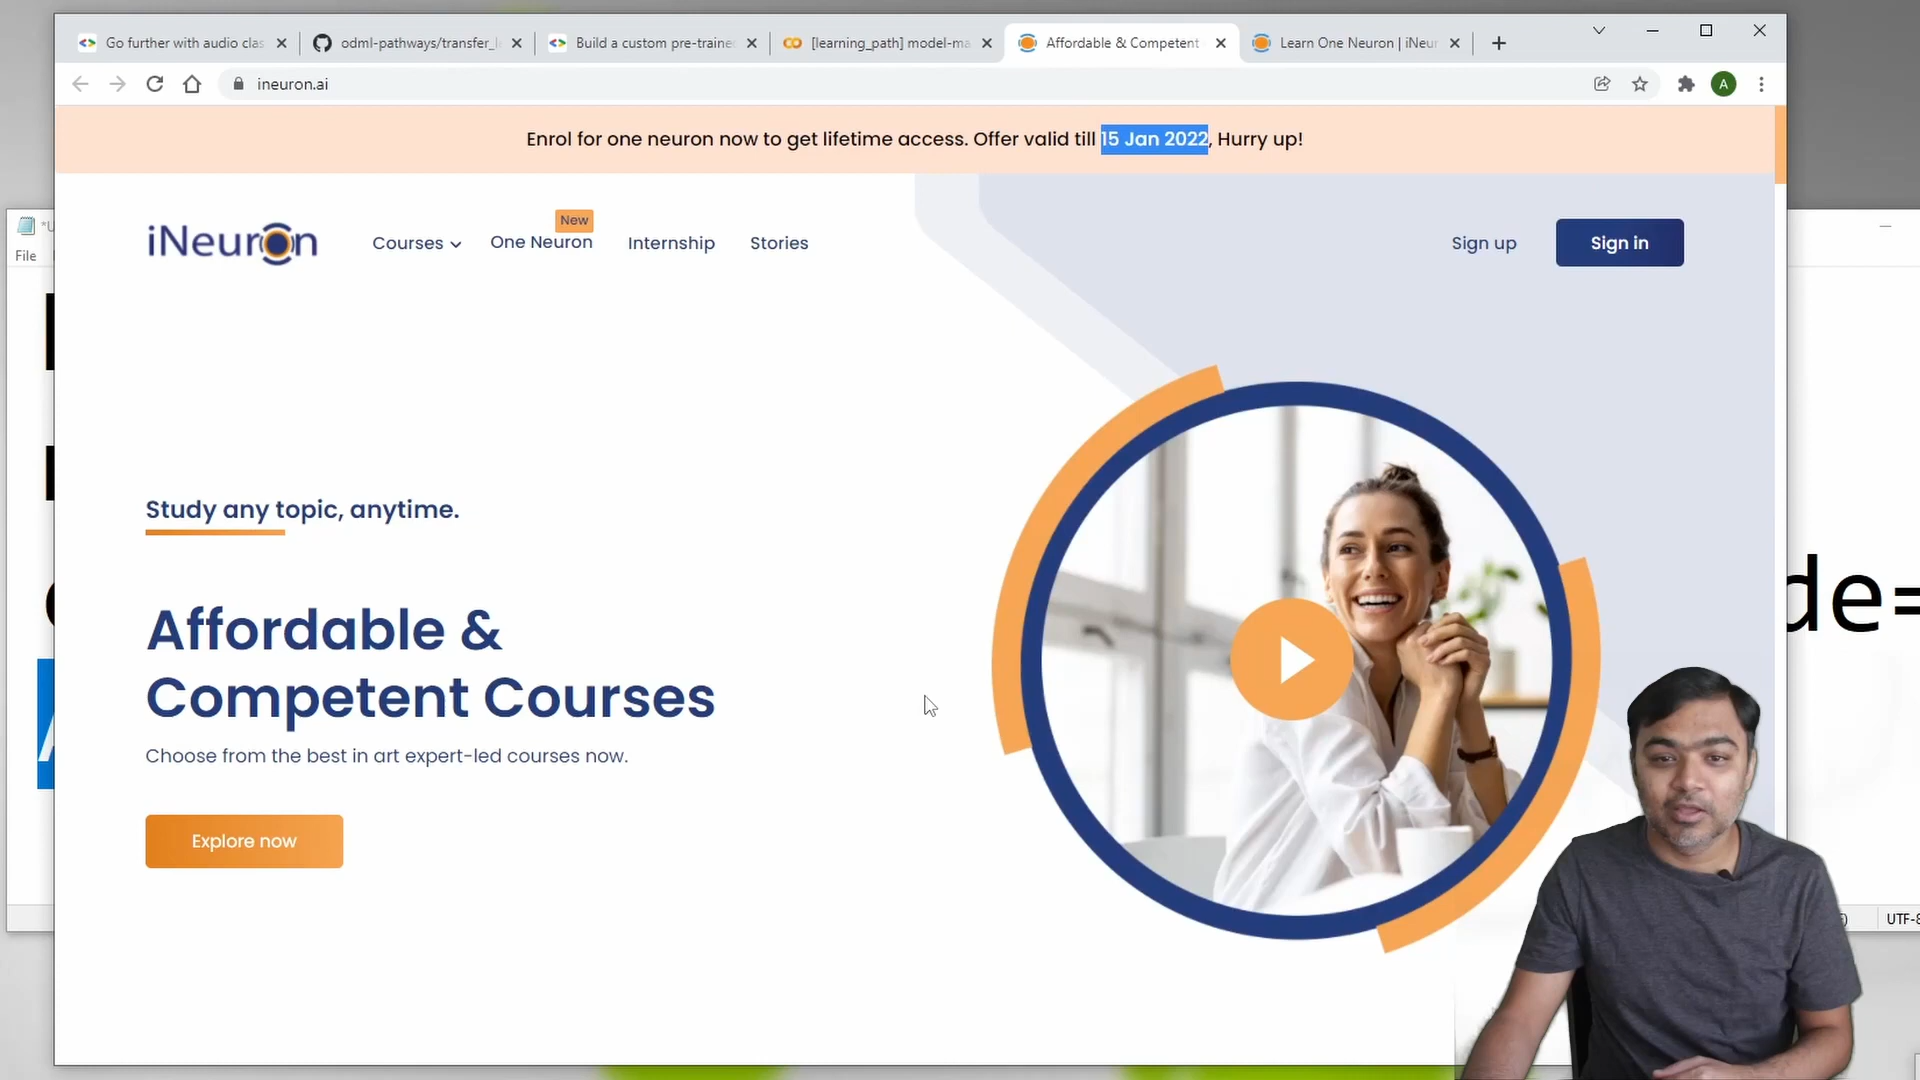 Go further with audio clas
odml-pathways/transfer_l
Build a custom pre-traine
[learning_path] model-ma
Affordable & Competent
Learn One Neuron | iNeur
ineuron.ai
A
Enrol for one neuron now to get lifetime access. Offer valid till 15 Jan 2022, Hurry up!
iNeuron
Courses
One Neuron
New
Internship
Stories
Sign up
Sign in
File
Study any topic, anytime.
Affordable &
Competent Courses
Choose from the best in art expert-led courses now.
Explore now
de=
UTF-8